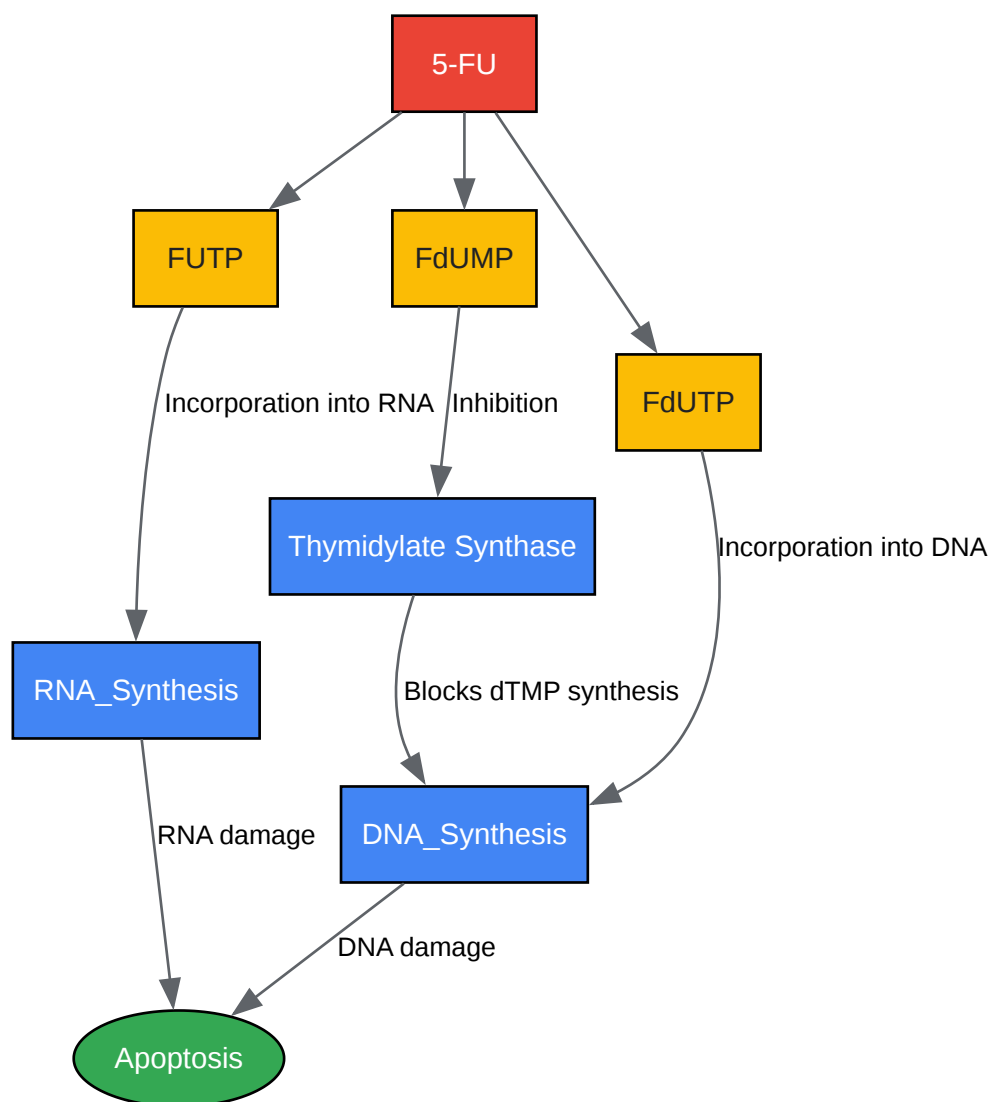 5-FU
FUTP
FdUMP
FdUTP
Incorporation into RNA
Inhibition
Thymidylate Synthase
Incorporation into DNA
RNA_Synthesis
Blocks dTMP synthesis
RNA damage
DNA_Synthesis
DNA damage
Apoptosis